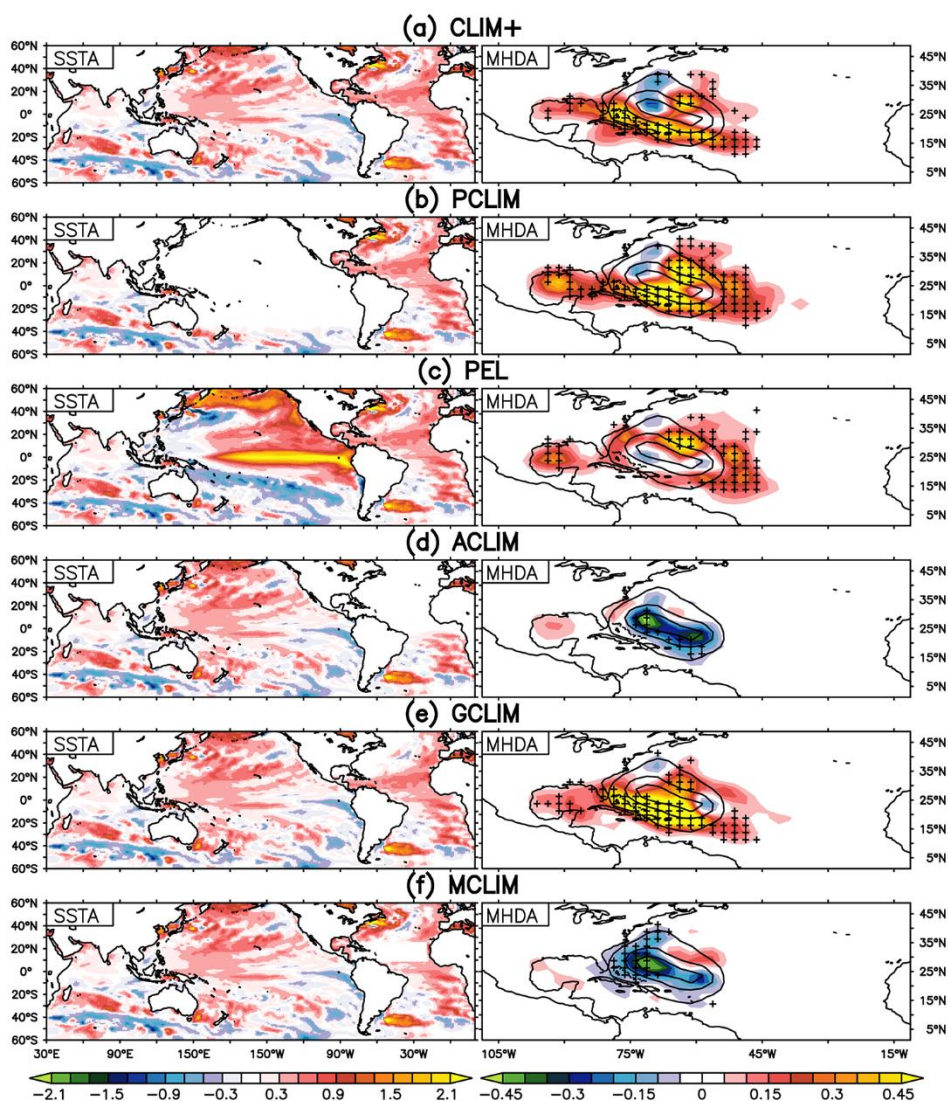 (a) CLIM+
60°N
40°N
20°N
0°
20°S
40°S
60°S
SSTA
MHDA
45°N
35°N
25°N
15°N
5°N
(b) PCLIM
60°N
40°N
20°N
0°
20°S
40°S
60°S
SSTA
MHDA
45°N
35°N
25°N
15°N
5°N
(c) PEL
60°N
40°N
20°N
0°
20°S
40°S
60°S
SSTA
MHDA
45°N
35°N
25°N
15°N
5°N
(d) ACLIM
60°N
40°N
20°N
0°
20°S
40°S
60°S
SSTA
MHDA
45°N
35°N
25°N
15°N
5°N
(e) GCLIM
60°N
40°N
20°N
0°
20°S
40°S
60°S
SSTA
MHDA
45°N
35°N
25°N
15°N
5°N
(f) MCLIM
60°N
40°N
20°N
0°
20°S
40°S
60°S
SSTA
MHDA
45°N
35°N
25°N
15°N
5°N
30°E 90°E 150°E 150°W 90°W 30°W 105°W 75°W 45°W 15°W
−2.1 −1.5 −0.9 −0.3 0.3 0.9 1.5 2.1 −0.45 −0.3 −0.15 0 0.15 0.3 0.45